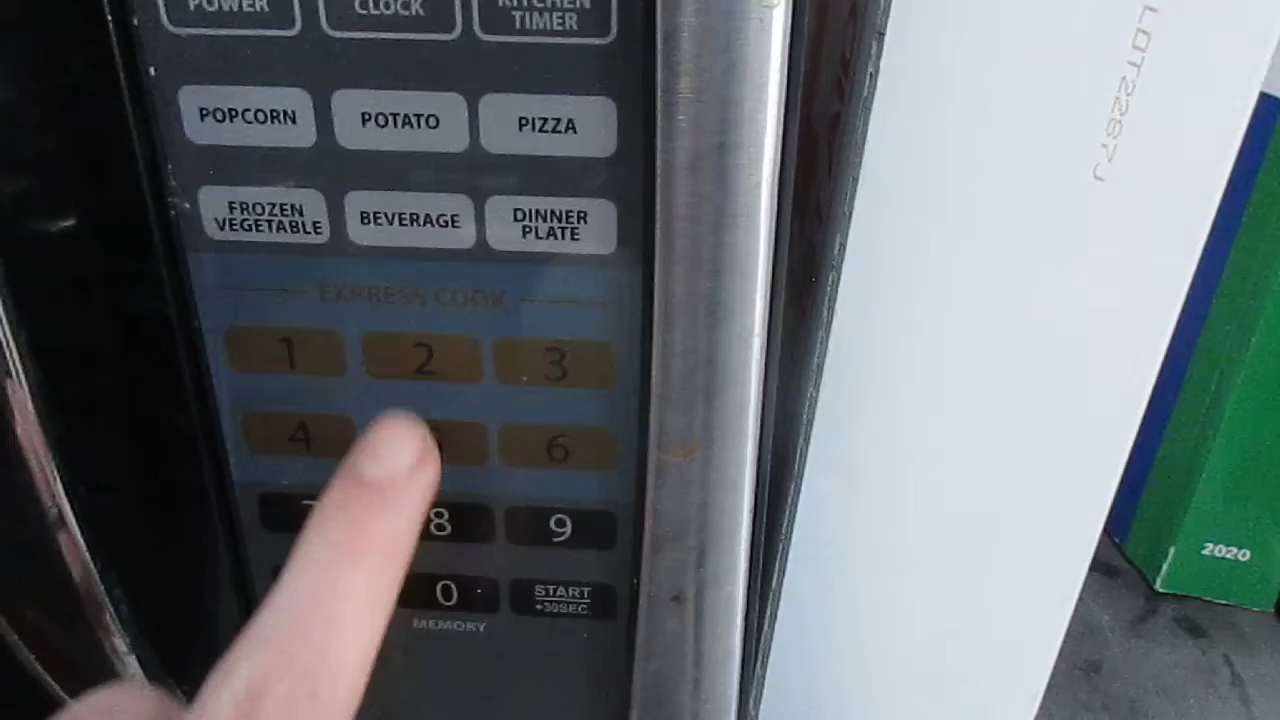 POWER
CLOCK
KITCHEN
TIMER
POPCORN
POTATO
PIZZA
FROZEN
VEGETABLE
BEVERAGE
DINNER
PLATE
EXPRESS COOK
1
2
3
4
6
8
9
0
START
+30SEC.
MEMORY
LOT2287J
2020